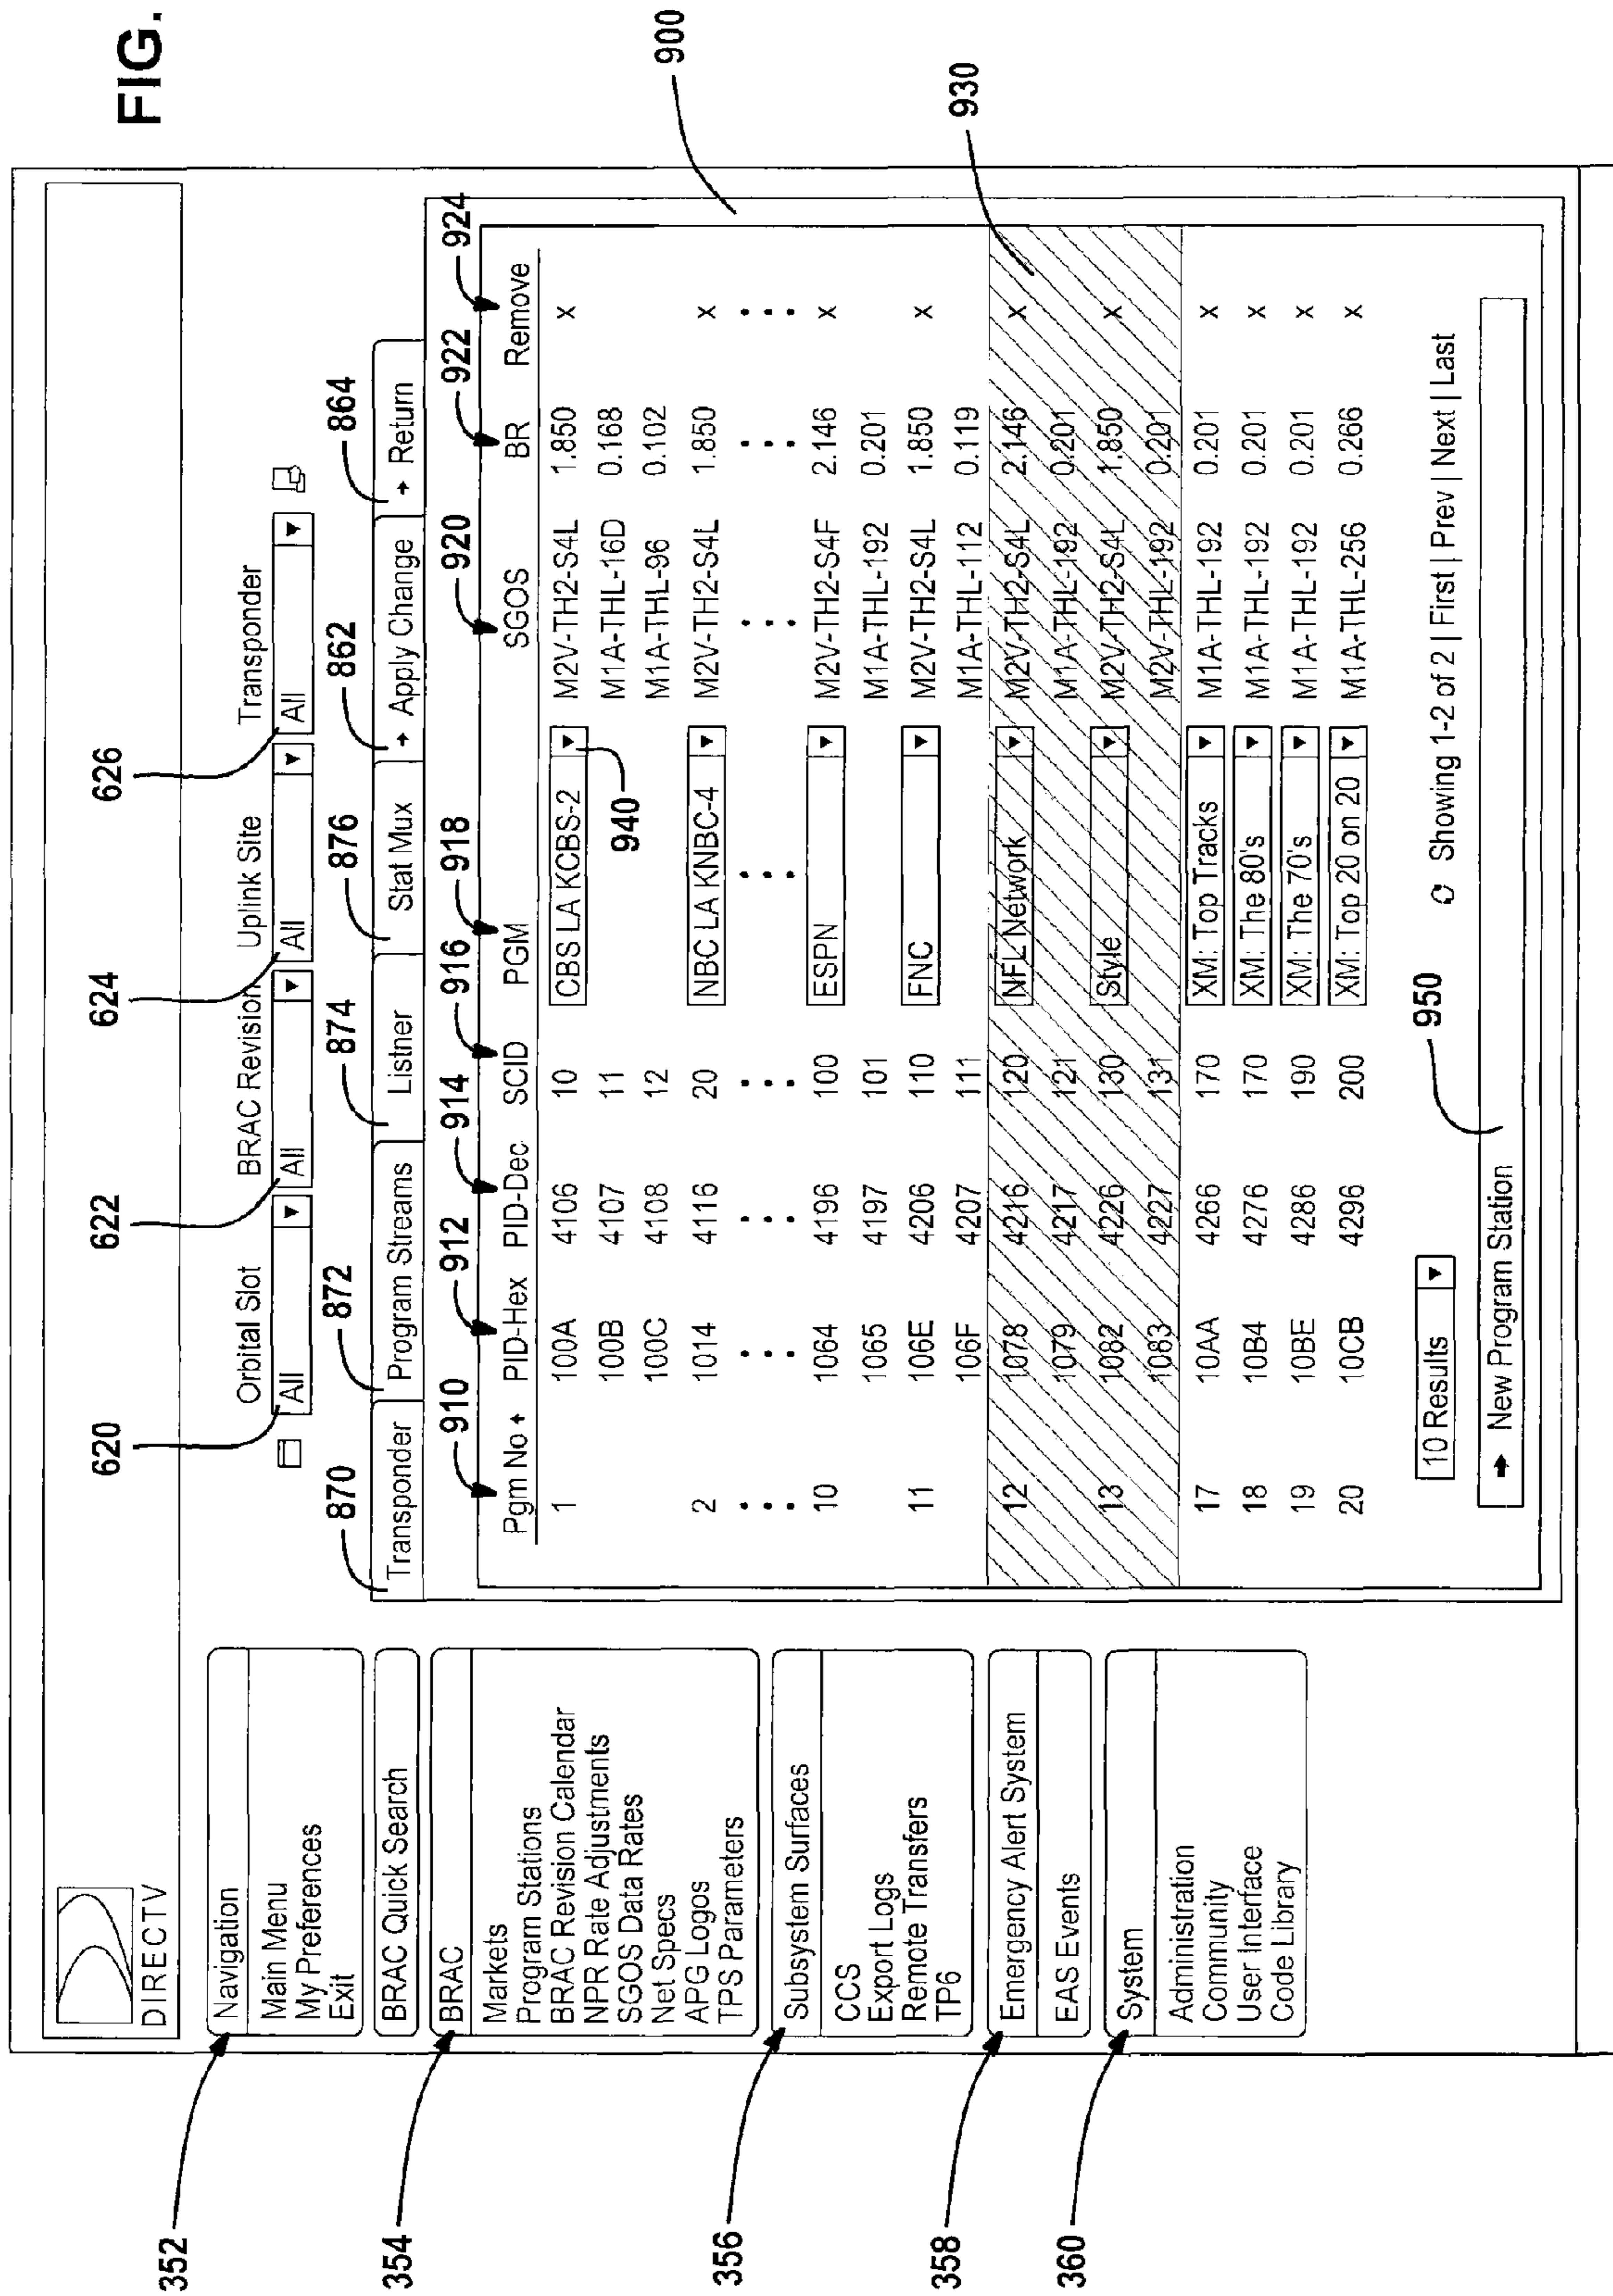 FIG.
620
622
624
626
Orbital Slot
BRAC Revision
Uplink Site
Transponder
All
All
All
All
DIRECTV
352
Navigation
Main Menu
My Preferences
Exit
BRAC Quick Search
354
BRAC
Markets
Program Stations
BRAC Revision Calendar
NPR Rate Adjustments
SGOS Data Rates
Net Specs
APG Logos
TPS Parameters
356
Subsystem Surfaces
CCS
Export Logs
Remote Transfers
TP6
358
Emergency Alert System
EAS Events
360
System
Administration
Community
User Interface
Code Library
870
872
874
876
862
864
Transponder
Program Streams
Listner
Stat Mux
Apply Change
Return
900
910
912
914
916
918
920
922
924
Pgm No PID-Hex PID-Dec SCID PGM SGOS BR Remove
1 100A 4106 10 CBS LA KCBS-2 M2V-TH2-S4L 1.850 x
100B 4107 11 M1A-THL-16D 0.168
100C 4108 12 M1A-THL-96 0.102
940
2 1014 4116 20 NBC LA KNBC-4 M2V-TH2-S4L 1.850 x
10 1064 4196 100 ESPN M2V-TH2-S4F 2.146 x
1065 4197 101 M1A-THL-192 0.201
11 106E 4206 110 FNC M2V-TH2-S4L 1.850 x
106F 4207 111 M1A-THL-112 0.119
930
12 1078 4216 120 NFL Network M2V-TH2-S4L 2.146 x
1079 4217 121 M1A-THL-192 0.201
13 1082 4226 130 Style M2V-TH2-S4L 1.850 x
1083 4227 131 M2V-THL-192 0.201
17 10AA 4266 170 XM: Top Tracks M1A-THL-192 0.201 x
18 10B4 4276 170 XM: The 80's M1A-THL-192 0.201 x
19 10BE 4286 190 XM: The 70's M1A-THL-192 0.201 x
20 10CB 4296 200 XM: Top 20 on 20 M1A-THL-256 0.266 x
10 Results
Showing 1-2 of 2 | First | Prev | Next | Last
950
New Program Station